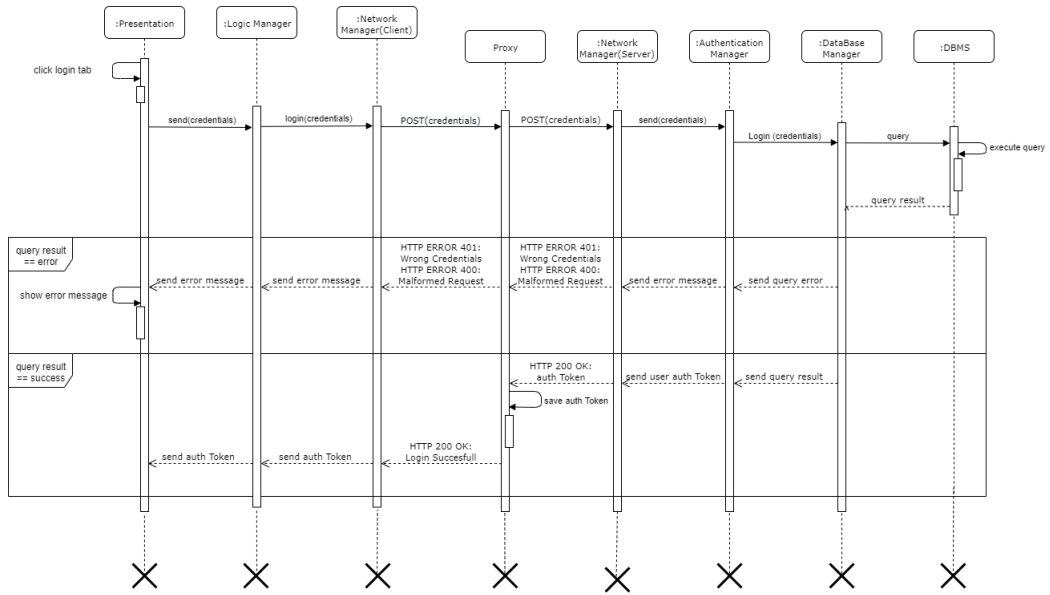 :Presentation
:Logic Manager
:Network
Manager(Client)
Proxy
:Network
Manager(Server)
:Authentication
Manager
:DataBase
Manager
:DBMS
click login tab
send(credentials)
login(credentials)
POST(credentials)
POST(credentials)
send(credentials)
Login (credentials)
query
execute query
query result
query result
== error
HTTP ERROR 401:
Wrong Credentials
HTTP ERROR 400:
Malformed Request
HTTP ERROR 401:
Wrong Credentials
HTTP ERROR 400:
Malformed Request
send error message
send error message
send error message
send query error
show error message
query result
== success
HTTP 200 OK:
auth Token
send user auth Token
send query result
save auth Token
HTTP 200 OK:
Login Succesfull
send auth Token
send auth Token